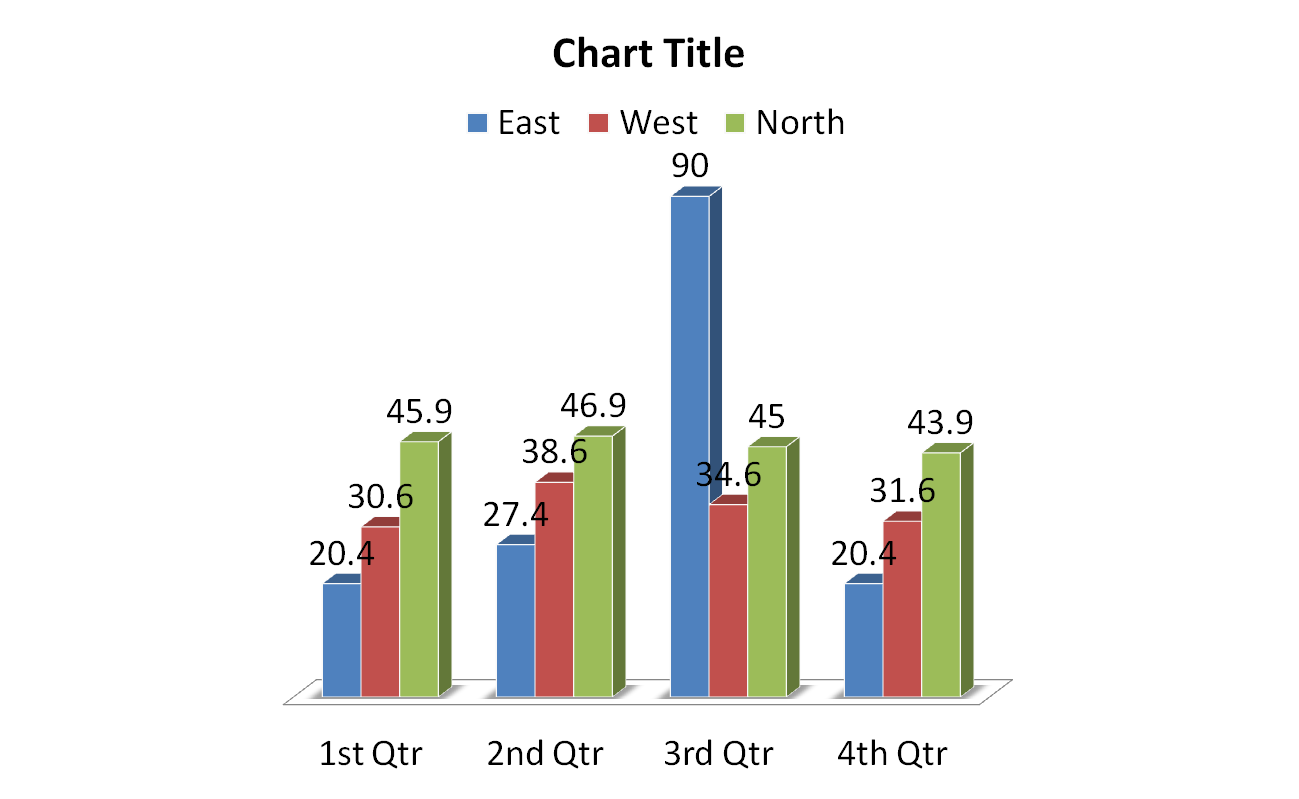 Chart Title
East West North
90
45.9 46.9 45 43.9
30.6 38.6 34.6 31.6
20.4 27.4 20.4
1st Qtr 2nd Qtr 3rd Qtr 4th Qtr